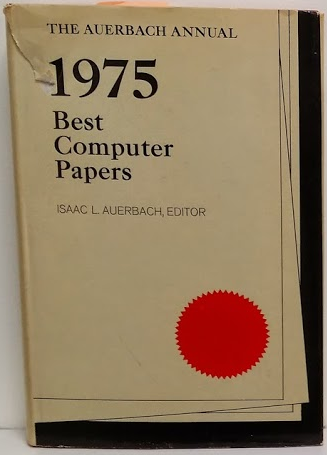 THE AUERBACH ANNUAL
1975
Best
Computer
Papers
ISAAC L. AUERBACH, EDITOR